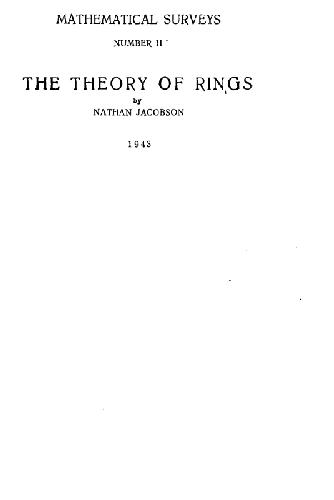 MATHEMATICAL SURVEYS
NUMBER II
THE THEORY OF RINGS
by
NATHAN JACOBSON
1943